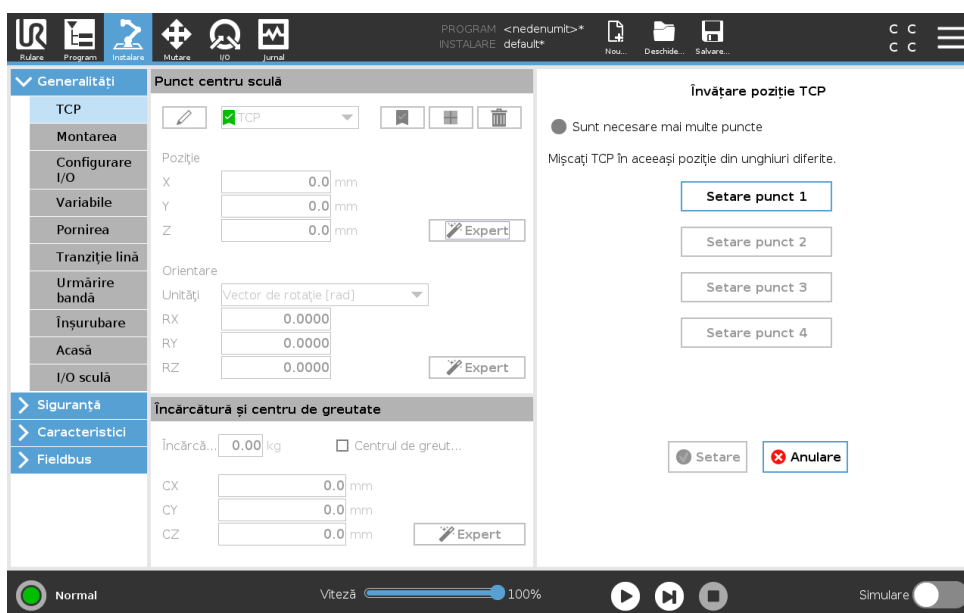 Rulare
Program
Instalare
Mutare
I/O
Jurnal
PROGRAM <nedenumit>*
INSTALARE default*
Nou...
Deschide...
Salvare...
C C
C C
Generalități
TCP
Montarea
Configurare
I/O
Variabile
Pornirea
Tranziție lină
Urmărire
bandă
Înșurubare
Acasă
I/O sculă
Siguranță
Caracteristici
Fieldbus
Punct centru sculă
TCP
Poziție
X 0.0 mm
Y 0.0 mm
Z 0.0 mm
Expert
Orientare
Unități Vector de rotație [rad]
RX 0.0000
RY 0.0000
RZ 0.0000
Expert
Încărcătură și centru de greutate
Încărcă... 0.00 kg Centrul de greut...
CX 0.0 mm
CY 0.0 mm
CZ 0.0 mm
Expert
Învățare poziție TCP
Sunt necesare mai multe puncte
Mișcați TCP în aceeași poziție din unghiuri diferite.
Setare punct 1
Setare punct 2
Setare punct 3
Setare punct 4
Setare
Anulare
Normal
Viteză 100%
Simulare